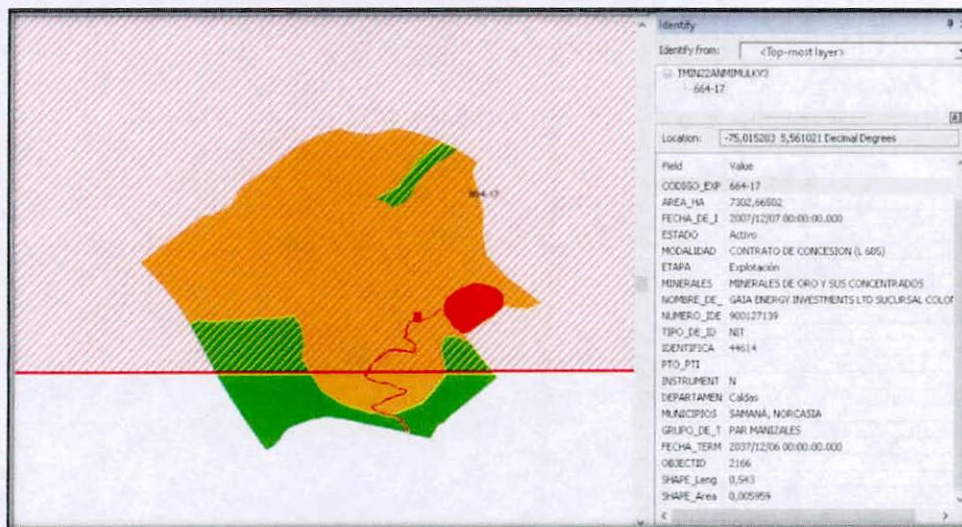 664-17
Identify
Identify from: <Top-most layer>
TMIN22ANMIMULKV3
664-17
Location: -75,015203 5,561021 Decimal Degrees
Field Value
CODIGO_EXP 664-17
AREA_HA 7302,66502
FECHA_DE_I 2007/12/07 00:00:00.000
ESTADO Activo
MODALIDAD CONTRATO DE CONCESION (L 685)
ETAPA Explotación
MINERALES MINERALES DE ORO Y SUS CONCENTRADOS
NOMBRE_DE_ GAIA ENERGY INVESTMENTS LTD SUCURSAL COLOM
NUMERO_IDE 900127139
TIPO_DE_ID NIT
IDENTIFICA 44614
PTO_PTI
INSTRUMENT N
DEPARTAMEN Caldas
MUNICIPIOS SAMANÁ, NORCASIA
GRUPO_DE_T PAR MANIZALES
FECHA_TERM 2037/12/06 00:00:00.000
OBJECTID 2166
SHAPE_Leng 0,543
SHAPE_Area 0,005959